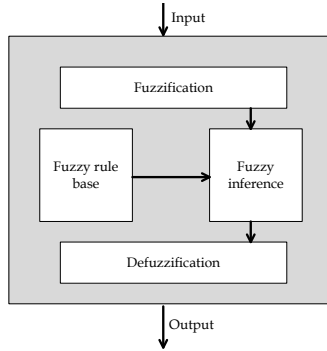 Input
Fuzzification
Fuzzy rule
base
Fuzzy
inference
Defuzzification
Output